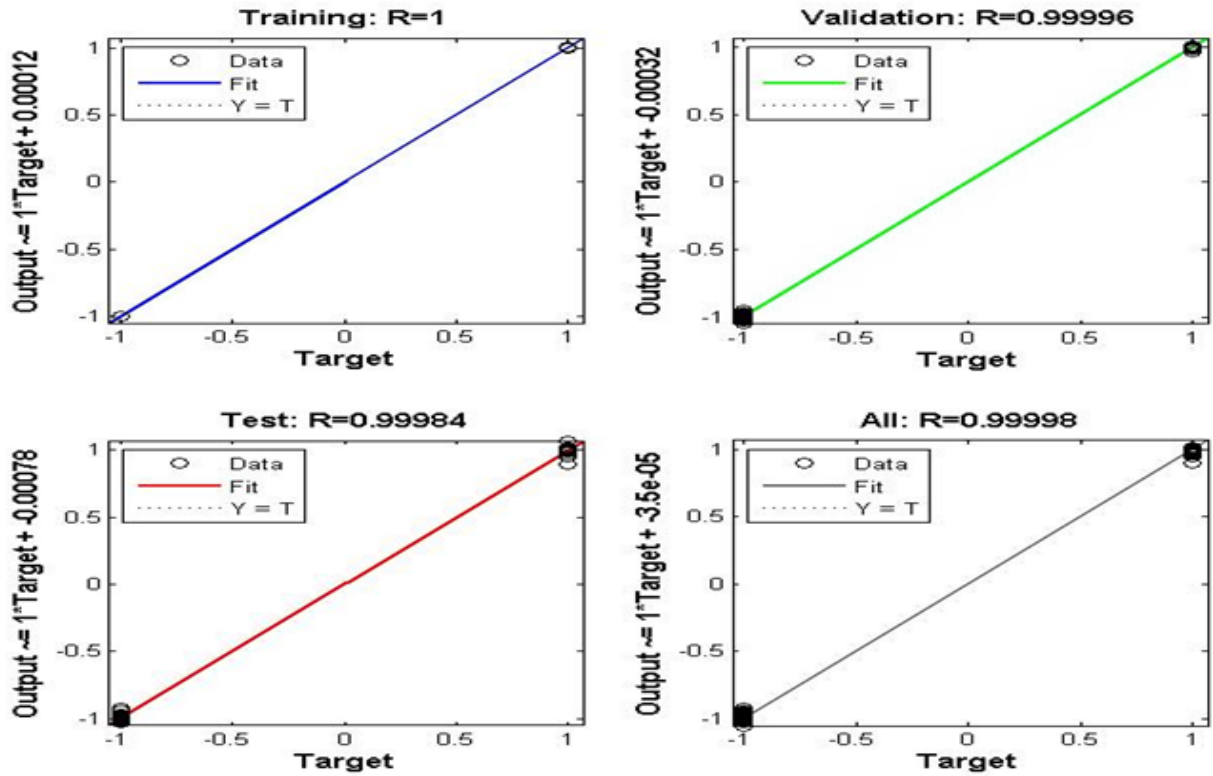 Training: R=1
Output ~= 1*Target + 0.00012
1
0.5
0
-0.5
-1
Data
Fit
Y = T
-1 -0.5 0 0.5 1
Target
Validation: R=0.99996
Output ~= 1*Target + -0.00032
1
0.5
0
-0.5
-1
Data
Fit
Y = T
-1 -0.5 0 0.5 1
Target
Test: R=0.99984
Output ~= 1*Target + -0.00078
1
0.5
0
-0.5
-1
Data
Fit
Y = T
-1 -0.5 0 0.5 1
Target
All: R=0.99998
Output ~= 1*Target + -3.5e-05
1
0.5
0
-0.5
-1
Data
Fit
Y = T
-1 -0.5 0 0.5 1
Target